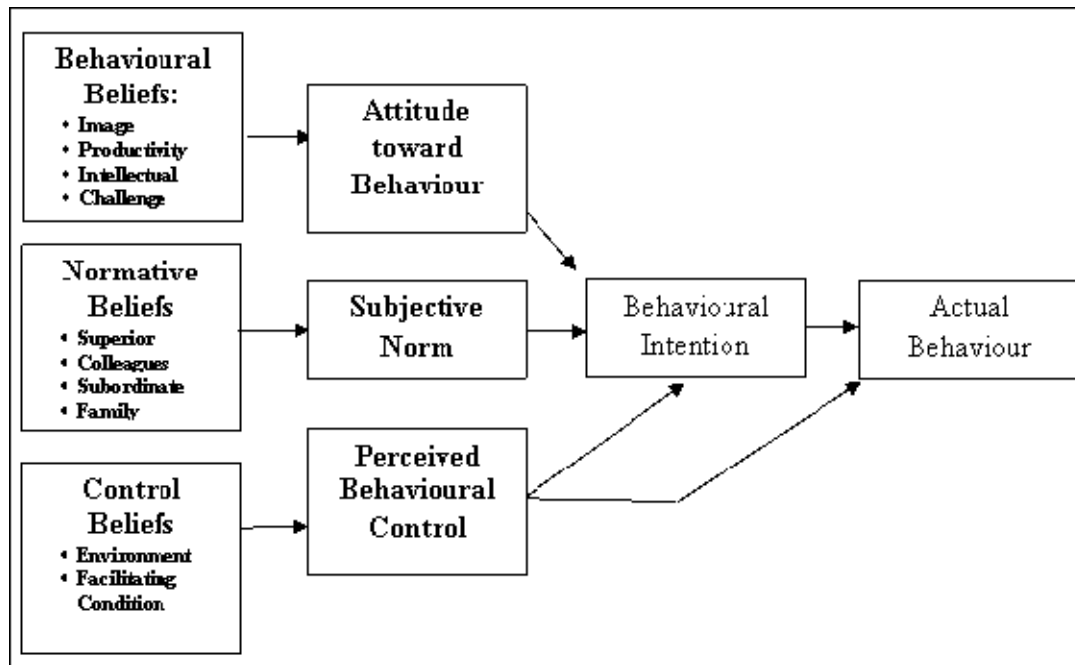 Behavioural
Beliefs:
• Image
• Productivity
• Intellectual
• Challenge
Attitude
toward
Behaviour
Normative
Beliefs
• Superior
• Colleagues
• Subordinate
• Family
Subjective
Norm
Behavioural
Intention
Actual
Behaviour
Control
Beliefs
• Environment
• Facilitating
Condition
Perceived
Behavioural
Control